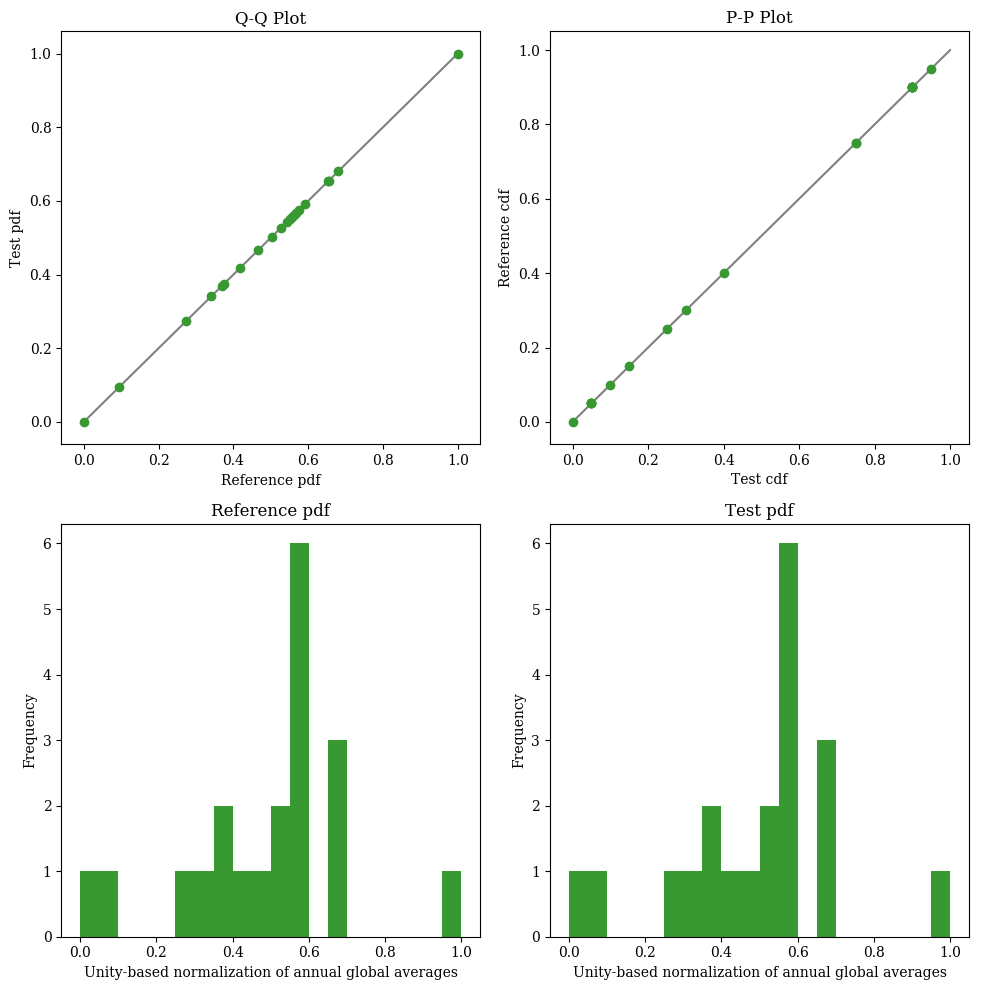 Q-Q Plot
1.0
0.8
0.6
0.4
0.2
0.0
Test pdf
0.0 0.2 0.4 0.6 0.8 1.0
Reference pdf
P-P Plot
1.0
0.8
0.6
0.4
0.2
0.0
Reference cdf
0.0 0.2 0.4 0.6 0.8 1.0
Test cdf
Reference pdf
6
5
4
3
2
1
0
Frequency
0.0 0.2 0.4 0.6 0.8 1.0
Unity-based normalization of annual global averages
Test pdf
6
5
4
3
2
1
0
Frequency
0.0 0.2 0.4 0.6 0.8 1.0
Unity-based normalization of annual global averages